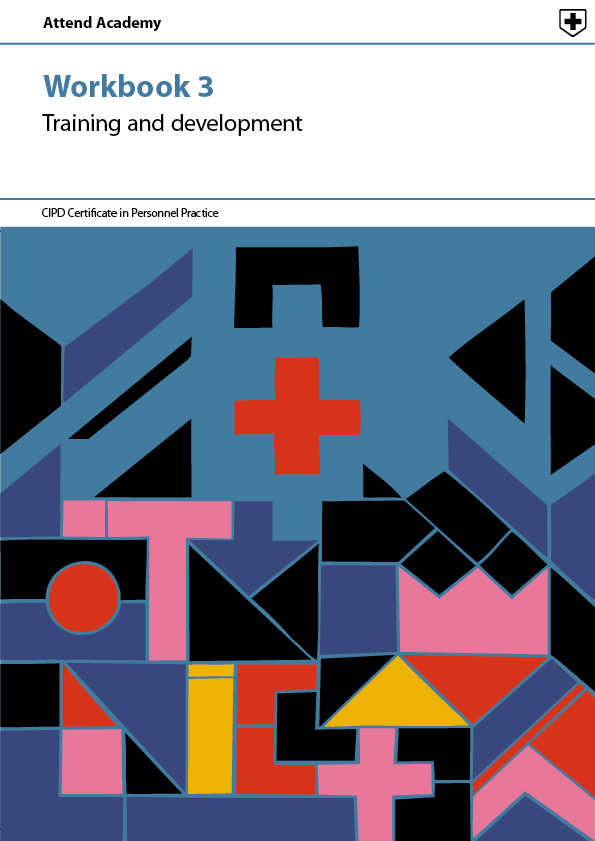 Attend Academy
Workbook 3
Training and development
CIPD Certificate in Personnel Practice